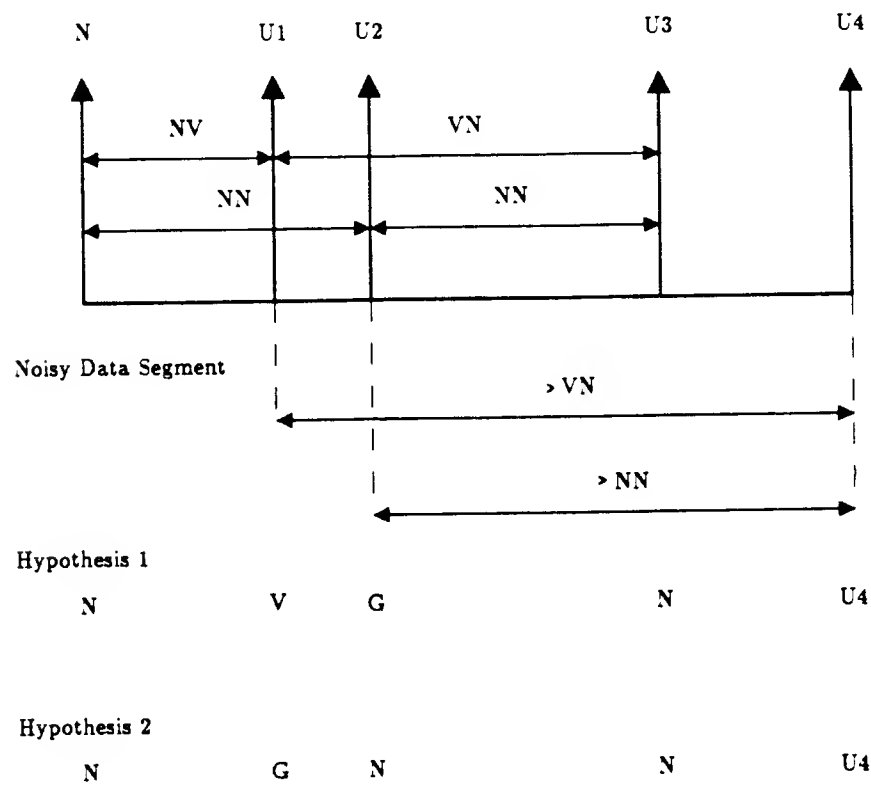 N U1 U2 U3 U4
NV VN
NN NN
Noisy Data Segment
> VN
> NN
Hypothesis 1
N V G N U4
Hypothesis 2
N G N N U4